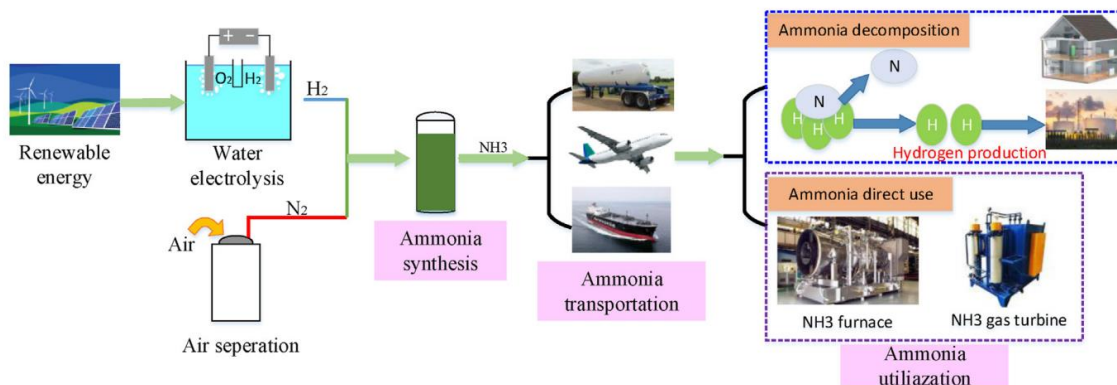 Renewable
energy
+ −
O₂ H₂
Water
electrolysis
H₂
Air
N₂
Air seperation
Ammonia
synthesis
NH3
Ammonia
transportation
Ammonia decomposition
N
N
H H H
H H
Hydrogen production
Ammonia direct use
NH3 furnace
NH3 gas turbine
Ammonia
utiliazation